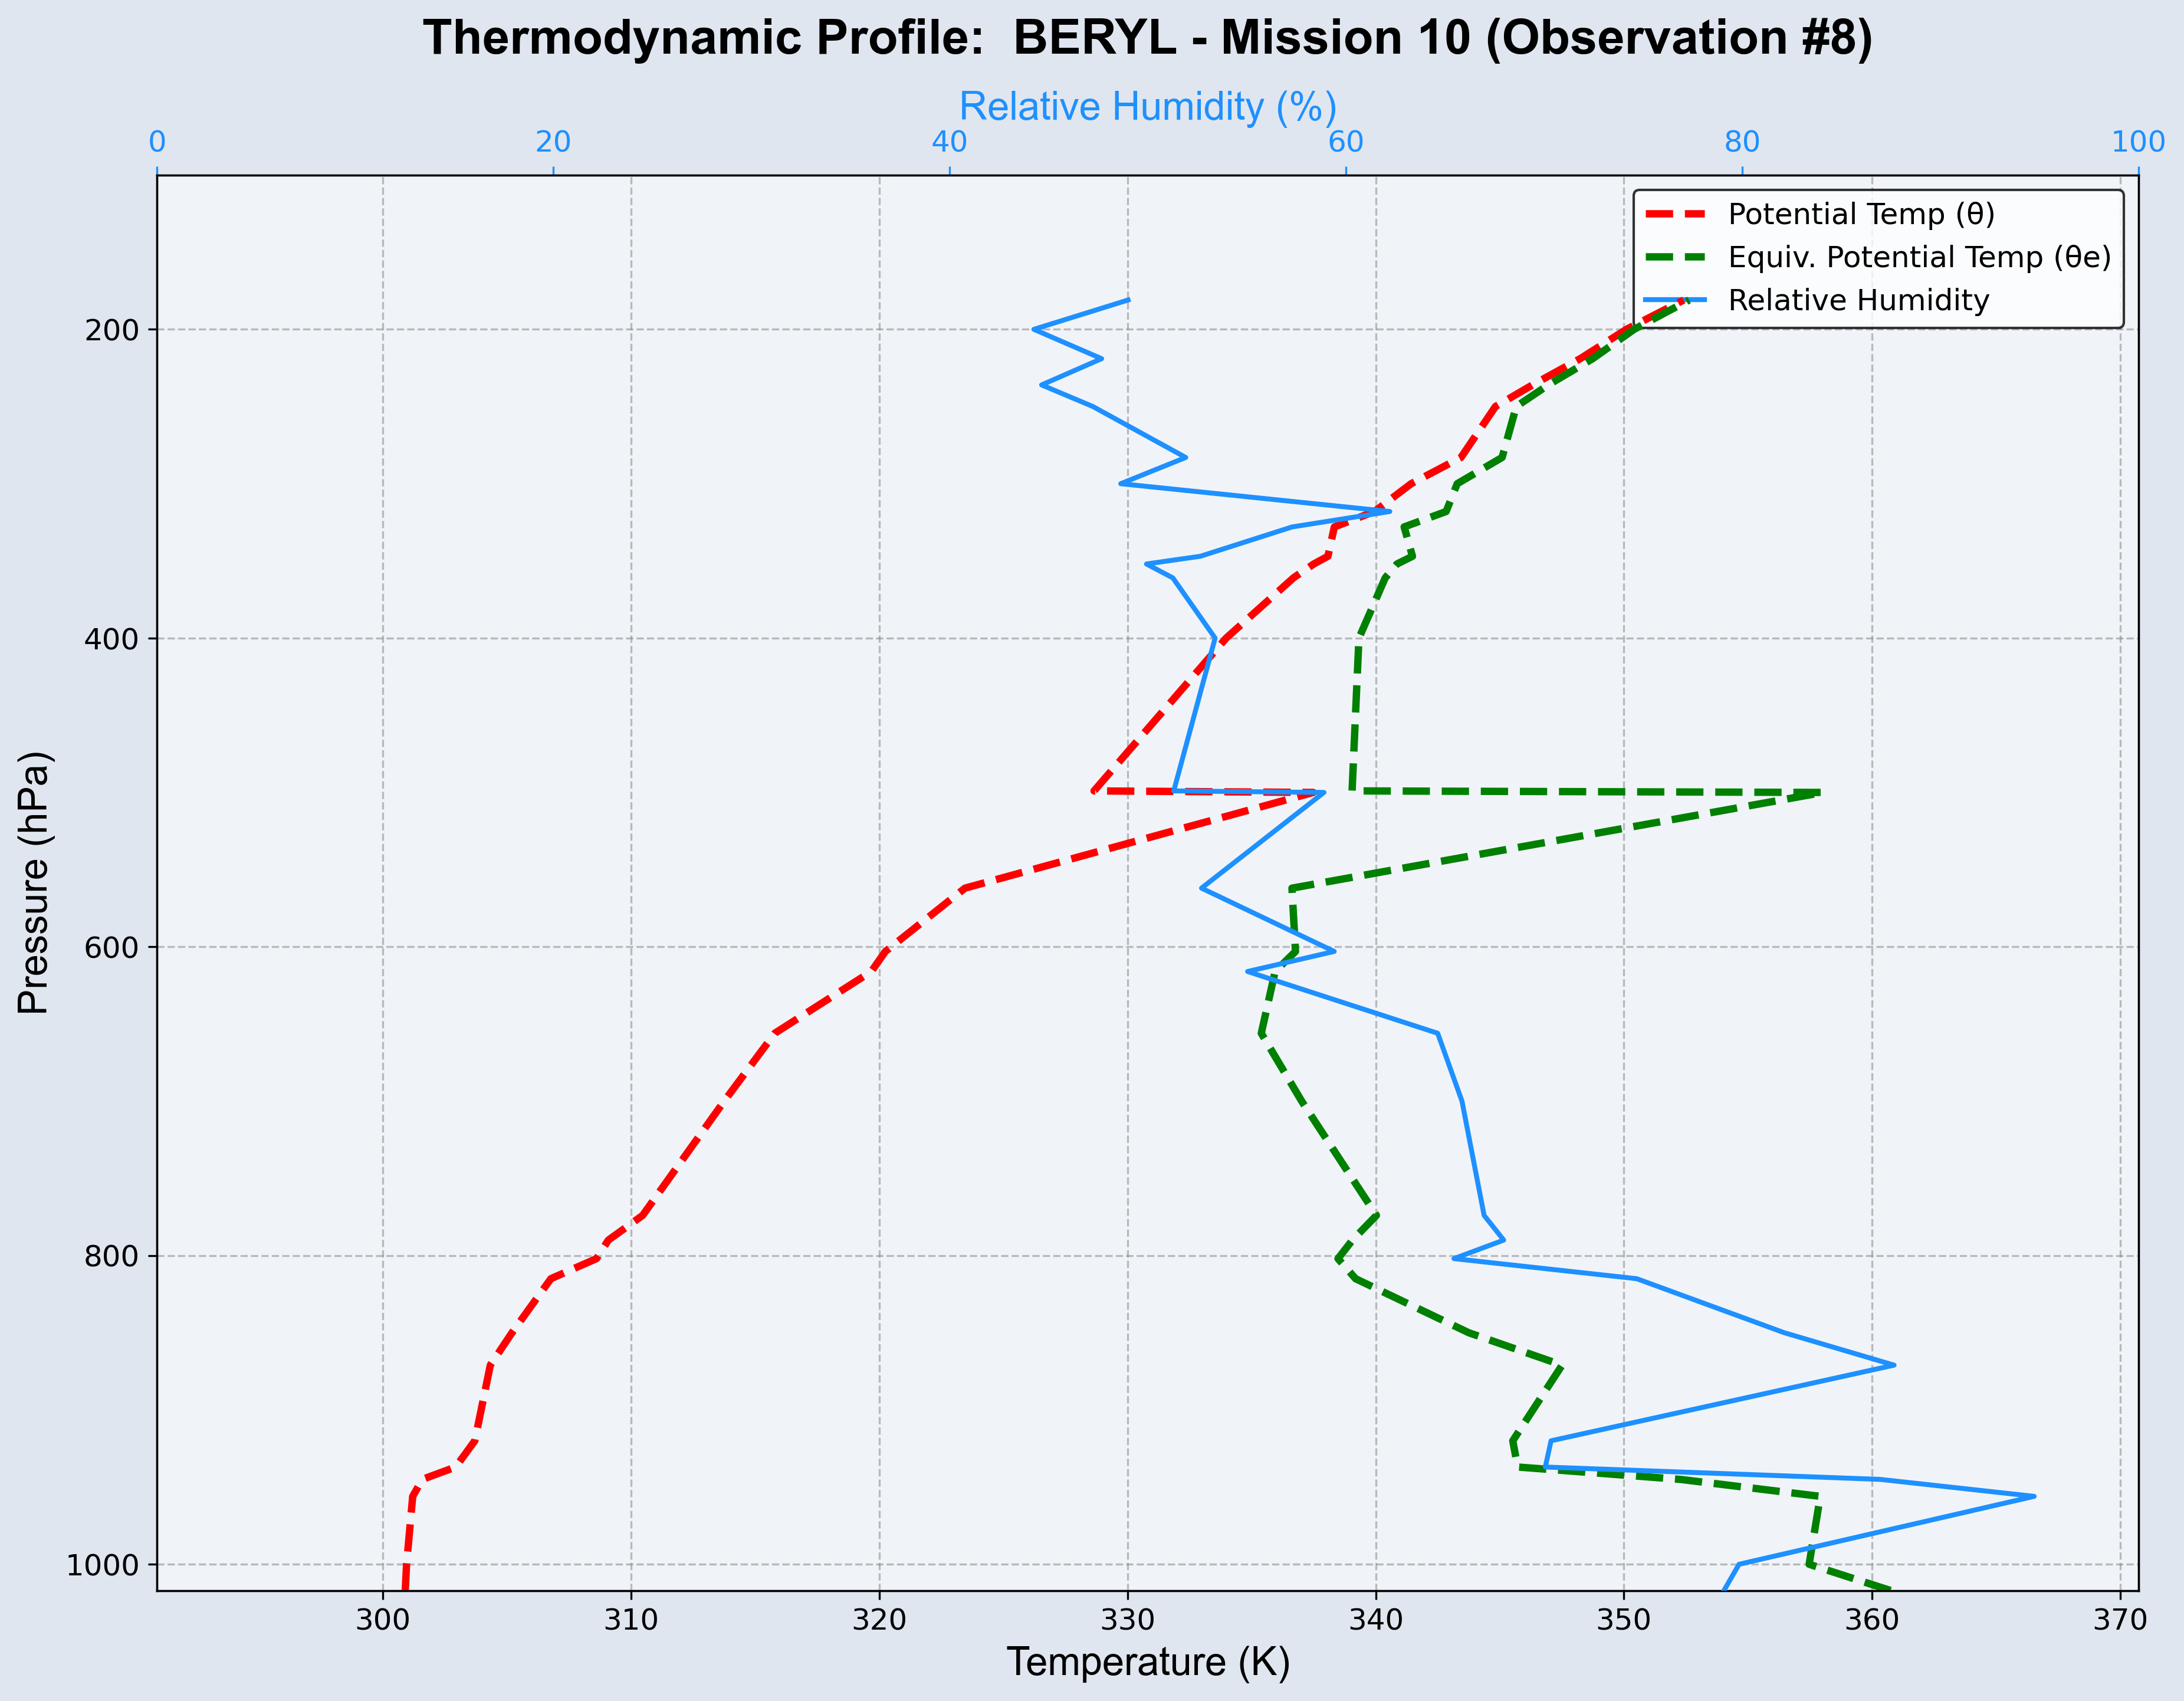 Thermodynamic Profile:  BERYL - Mission 10 (Observation #8)
Relative Humidity (%)
0 20 40 60 80 100
Potential Temp (θ)
Equiv. Potential Temp (θe)
Relative Humidity
200
400
600
800
1000
Pressure (hPa)
300 310 320 330 340 350 360 370
Temperature (K)